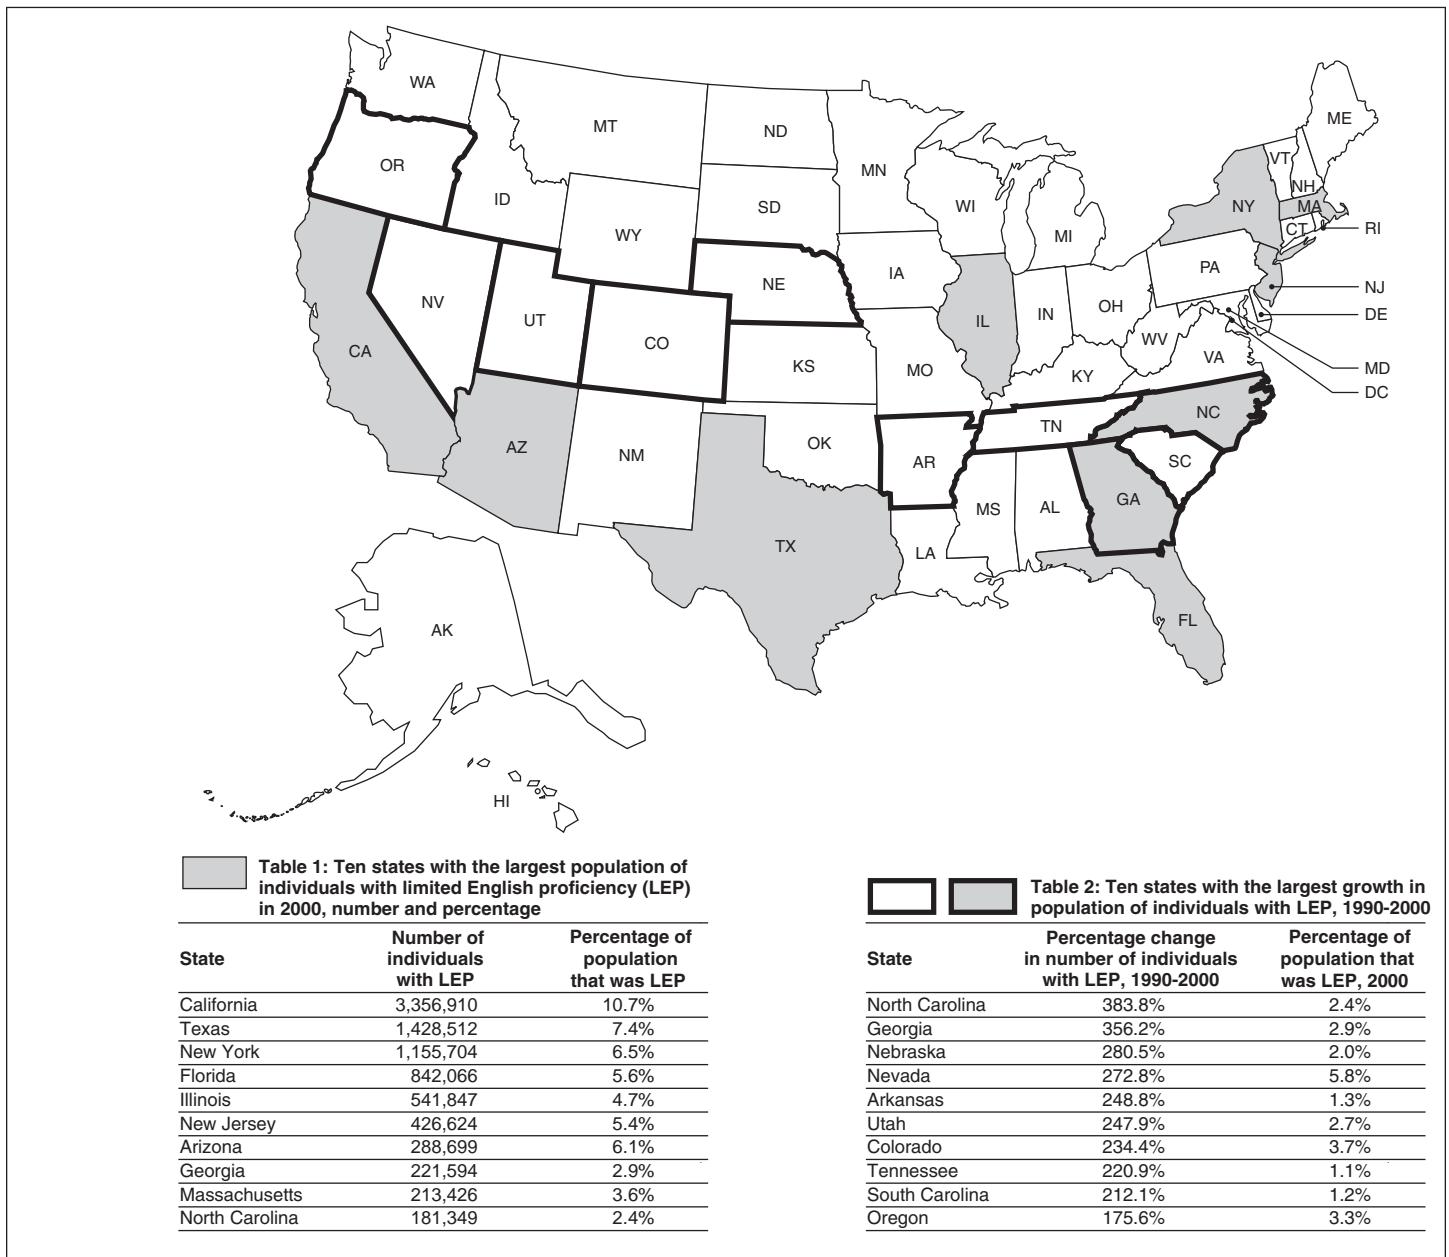 WA
MT
ND
MN
ME
OR
ID
SD
WI
MI
VT
NH
NY
MA
CT
RI
WY
IA
PA
NJ
NV
UT
NE
IL
IN
OH
DE
CA
CO
KS
MO
WV
VA
MD
KY
DC
AZ
NM
OK
AR
TN
NC
SC
MS
AL
GA
TX
LA
FL
AK
HI
Table 1: Ten states with the largest population of
individuals with limited English proficiency (LEP)
in 2000, number and percentage
State Number of individuals with LEP Percentage of population that was LEP
California 3,356,910 10.7%
Texas 1,428,512 7.4%
New York 1,155,704 6.5%
Florida 842,066 5.6%
Illinois 541,847 4.7%
New Jersey 426,624 5.4%
Arizona 288,699 6.1%
Georgia 221,594 2.9%
Massachusetts 213,426 3.6%
North Carolina 181,349 2.4%
Table 2: Ten states with the largest growth in
population of individuals with LEP, 1990-2000
State Percentage change in number of individuals with LEP, 1990-2000 Percentage of population that was LEP, 2000
North Carolina 383.8% 2.4%
Georgia 356.2% 2.9%
Nebraska 280.5% 2.0%
Nevada 272.8% 5.8%
Arkansas 248.8% 1.3%
Utah 247.9% 2.7%
Colorado 234.4% 3.7%
Tennessee 220.9% 1.1%
South Carolina 212.1% 1.2%
Oregon 175.6% 3.3%